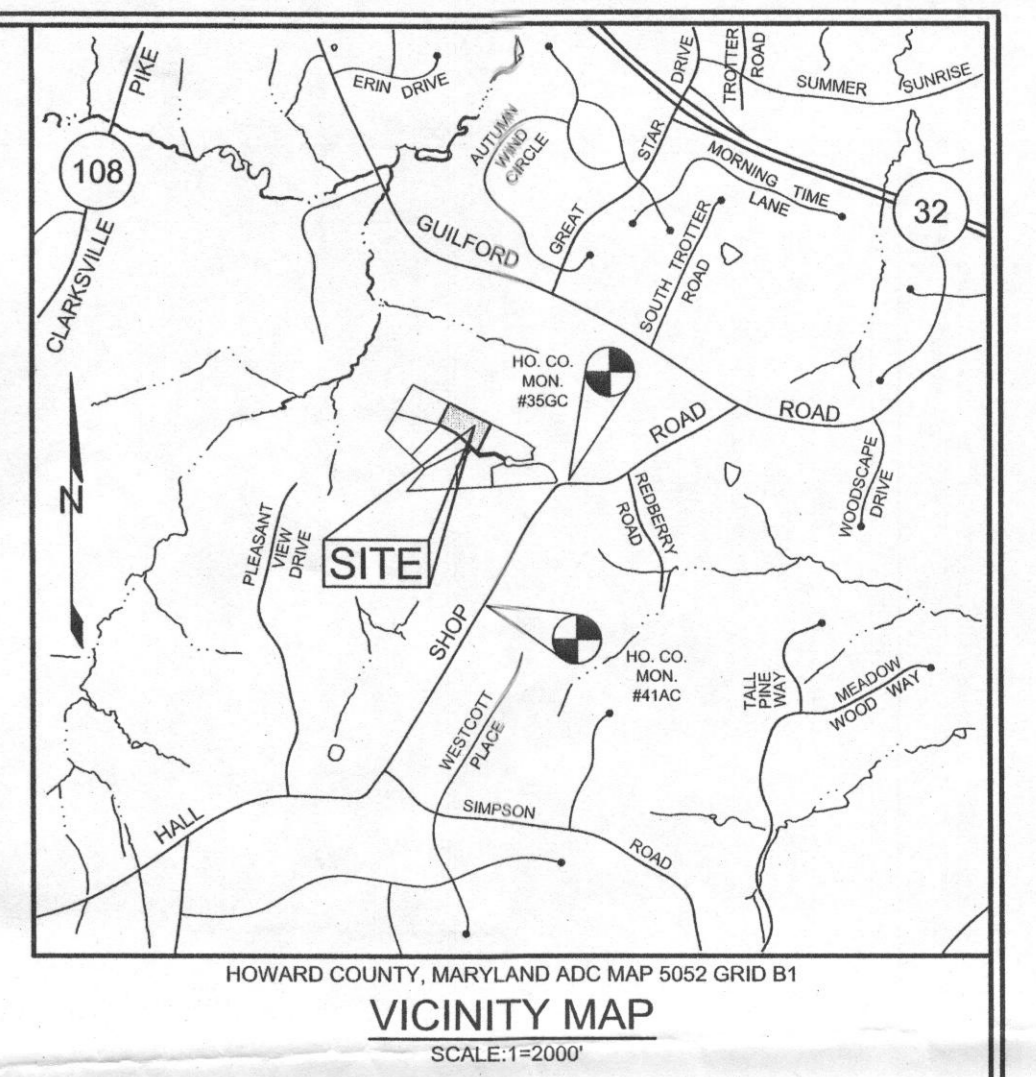 PIKE
108
CLARKSVILLE
ERIN DRIVE
AUTUMN
WIND
CIRCLE
GREAT
STAR
DRIVE
TROTTER
ROAD
SUMMER
SUNRISE
MORNING TIME
LANE
32
GUILFORD
SOUTH TROTTER
ROAD
HO. CO.
MON.
#35GC
ROAD
ROAD
WOODSCAPE
DRIVE
REDBERRY
ROAD
N
PLEASANT
VIEW
DRIVE
SITE
SHOP
HO. CO.
MON.
#41AC
TALL
PINE
WAY
MEADOW
WOOD
WAY
WESTCOTT
PLACE
HALL
SIMPSON
ROAD
HOWARD COUNTY, MARYLAND ADC MAP 5052 GRID B1
VICINITY MAP
SCALE:1=2000'